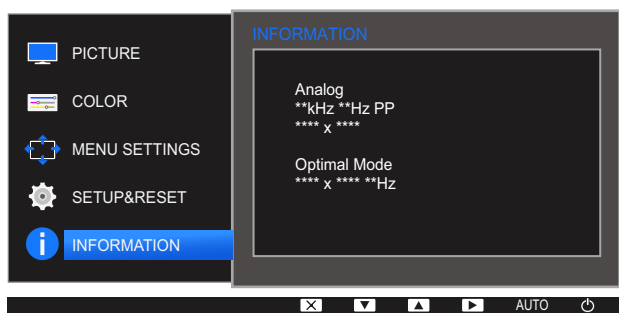 PICTURE
COLOR
MENU SETTINGS
SETUP&RESET
INFORMATION
INFORMATION
Analog
**kHz **Hz PP
**** x ****
Optimal Mode
**** x **** **Hz
AUTO